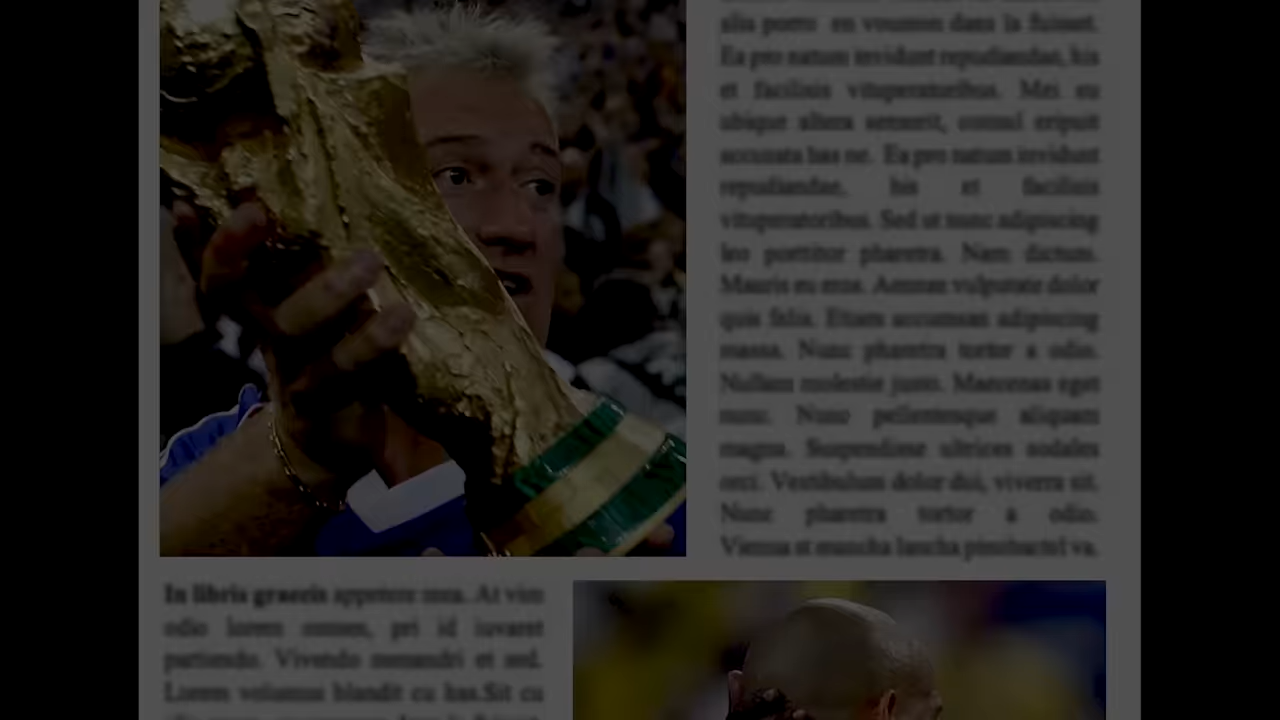 alis porro en voumon dans la fuisset.
Ea pro natum invidunt repudiandae, his
et facilisis vituperatoribus. Mei eu
ubique altera senserit, consul eripuit
accusata has ne. Ea pro natum invidunt
repudiandae, his et facilisis
vituperatoribus. Sed ut nunc adipiscing
leo porttitor pharetra. Nam dictum.
Mauris eu eros. Aenean vulputate dolor
quis felis. Etiam accumsan adipiscing
massa. Nunc pharetra tortor a odio.
Nullam molestie justo. Maecenas eget
nunc. Nunc pellentesque aliquam
magna. Suspendisse ultrices sodales
orci. Vestibulum dolor dui, viverra sit.
Nunc pharetra tortor a odio.
Vienna et
In libris graecis appetere mea. At vim
odio lorem omnes, pri id iuvaret
partiendo. Vivendo menandri et sed.
Lorem volumus blandit cu has.Sit cu